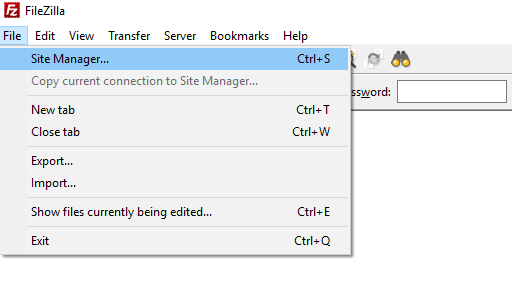 FileZilla
File Edit View Transfer Server Bookmarks Help
Site Manager... Ctrl+S
Copy current connection to Site Manager...
ssword:
New tab Ctrl+T
Close tab Ctrl+W
Export...
Import...
Show files currently being edited... Ctrl+E
Exit Ctrl+Q